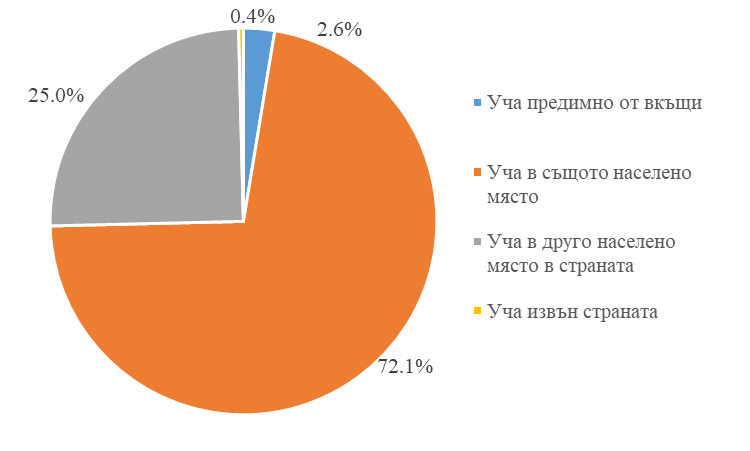 0.4%
2.6%
25.0%
72.1%
Уча предимно от вкъщи
Уча в същото населено
място
Уча в друго населено
място в страната
Уча извън страната